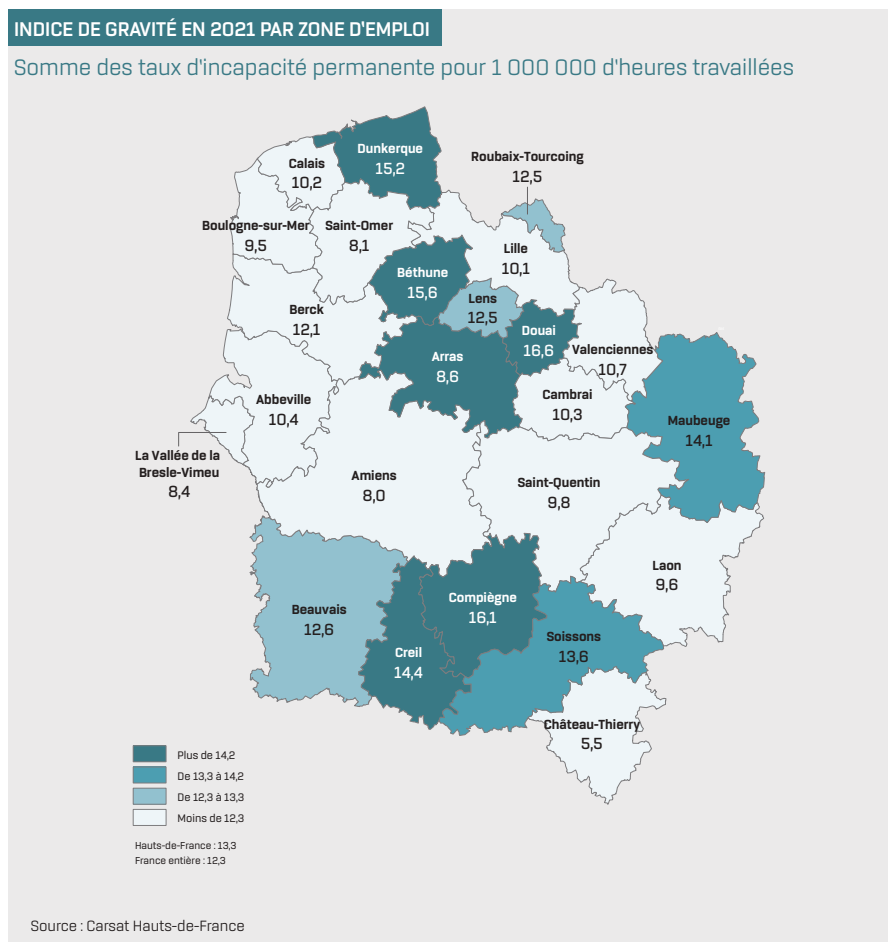 INDICE DE GRAVITÉ EN 2021 PAR ZONE D'EMPLOI
Somme des taux d'incapacité permanente pour 1 000 000 d'heures travaillées
Dunkerque
15,2
Calais
10,2
Roubaix-Tourcoing
12,5
Boulogne-sur-Mer
9,5
Saint-Omer
8,1
Lille
10,1
Béthune
15,6
Lens
12,5
Berck
12,1
Douai
16,6
Valenciennes
10,7
Arras
8,6
Abbeville
10,4
Cambrai
10,3
Maubeuge
14,1
La Vallée de la
Bresle-Vimeu
8,4
Amiens
8,0
Saint-Quentin
9,8
Laon
9,6
Beauvais
12,6
Compiègne
16,1
Creil
14,4
Soissons
13,6
Château-Thierry
5,5
Plus de 14,2
De 13,3 à 14,2
De 12,3 à 13,3
Moins de 12,3
Hauts-de-France : 13,3
France entière : 12,3
Source : Carsat Hauts-de-France